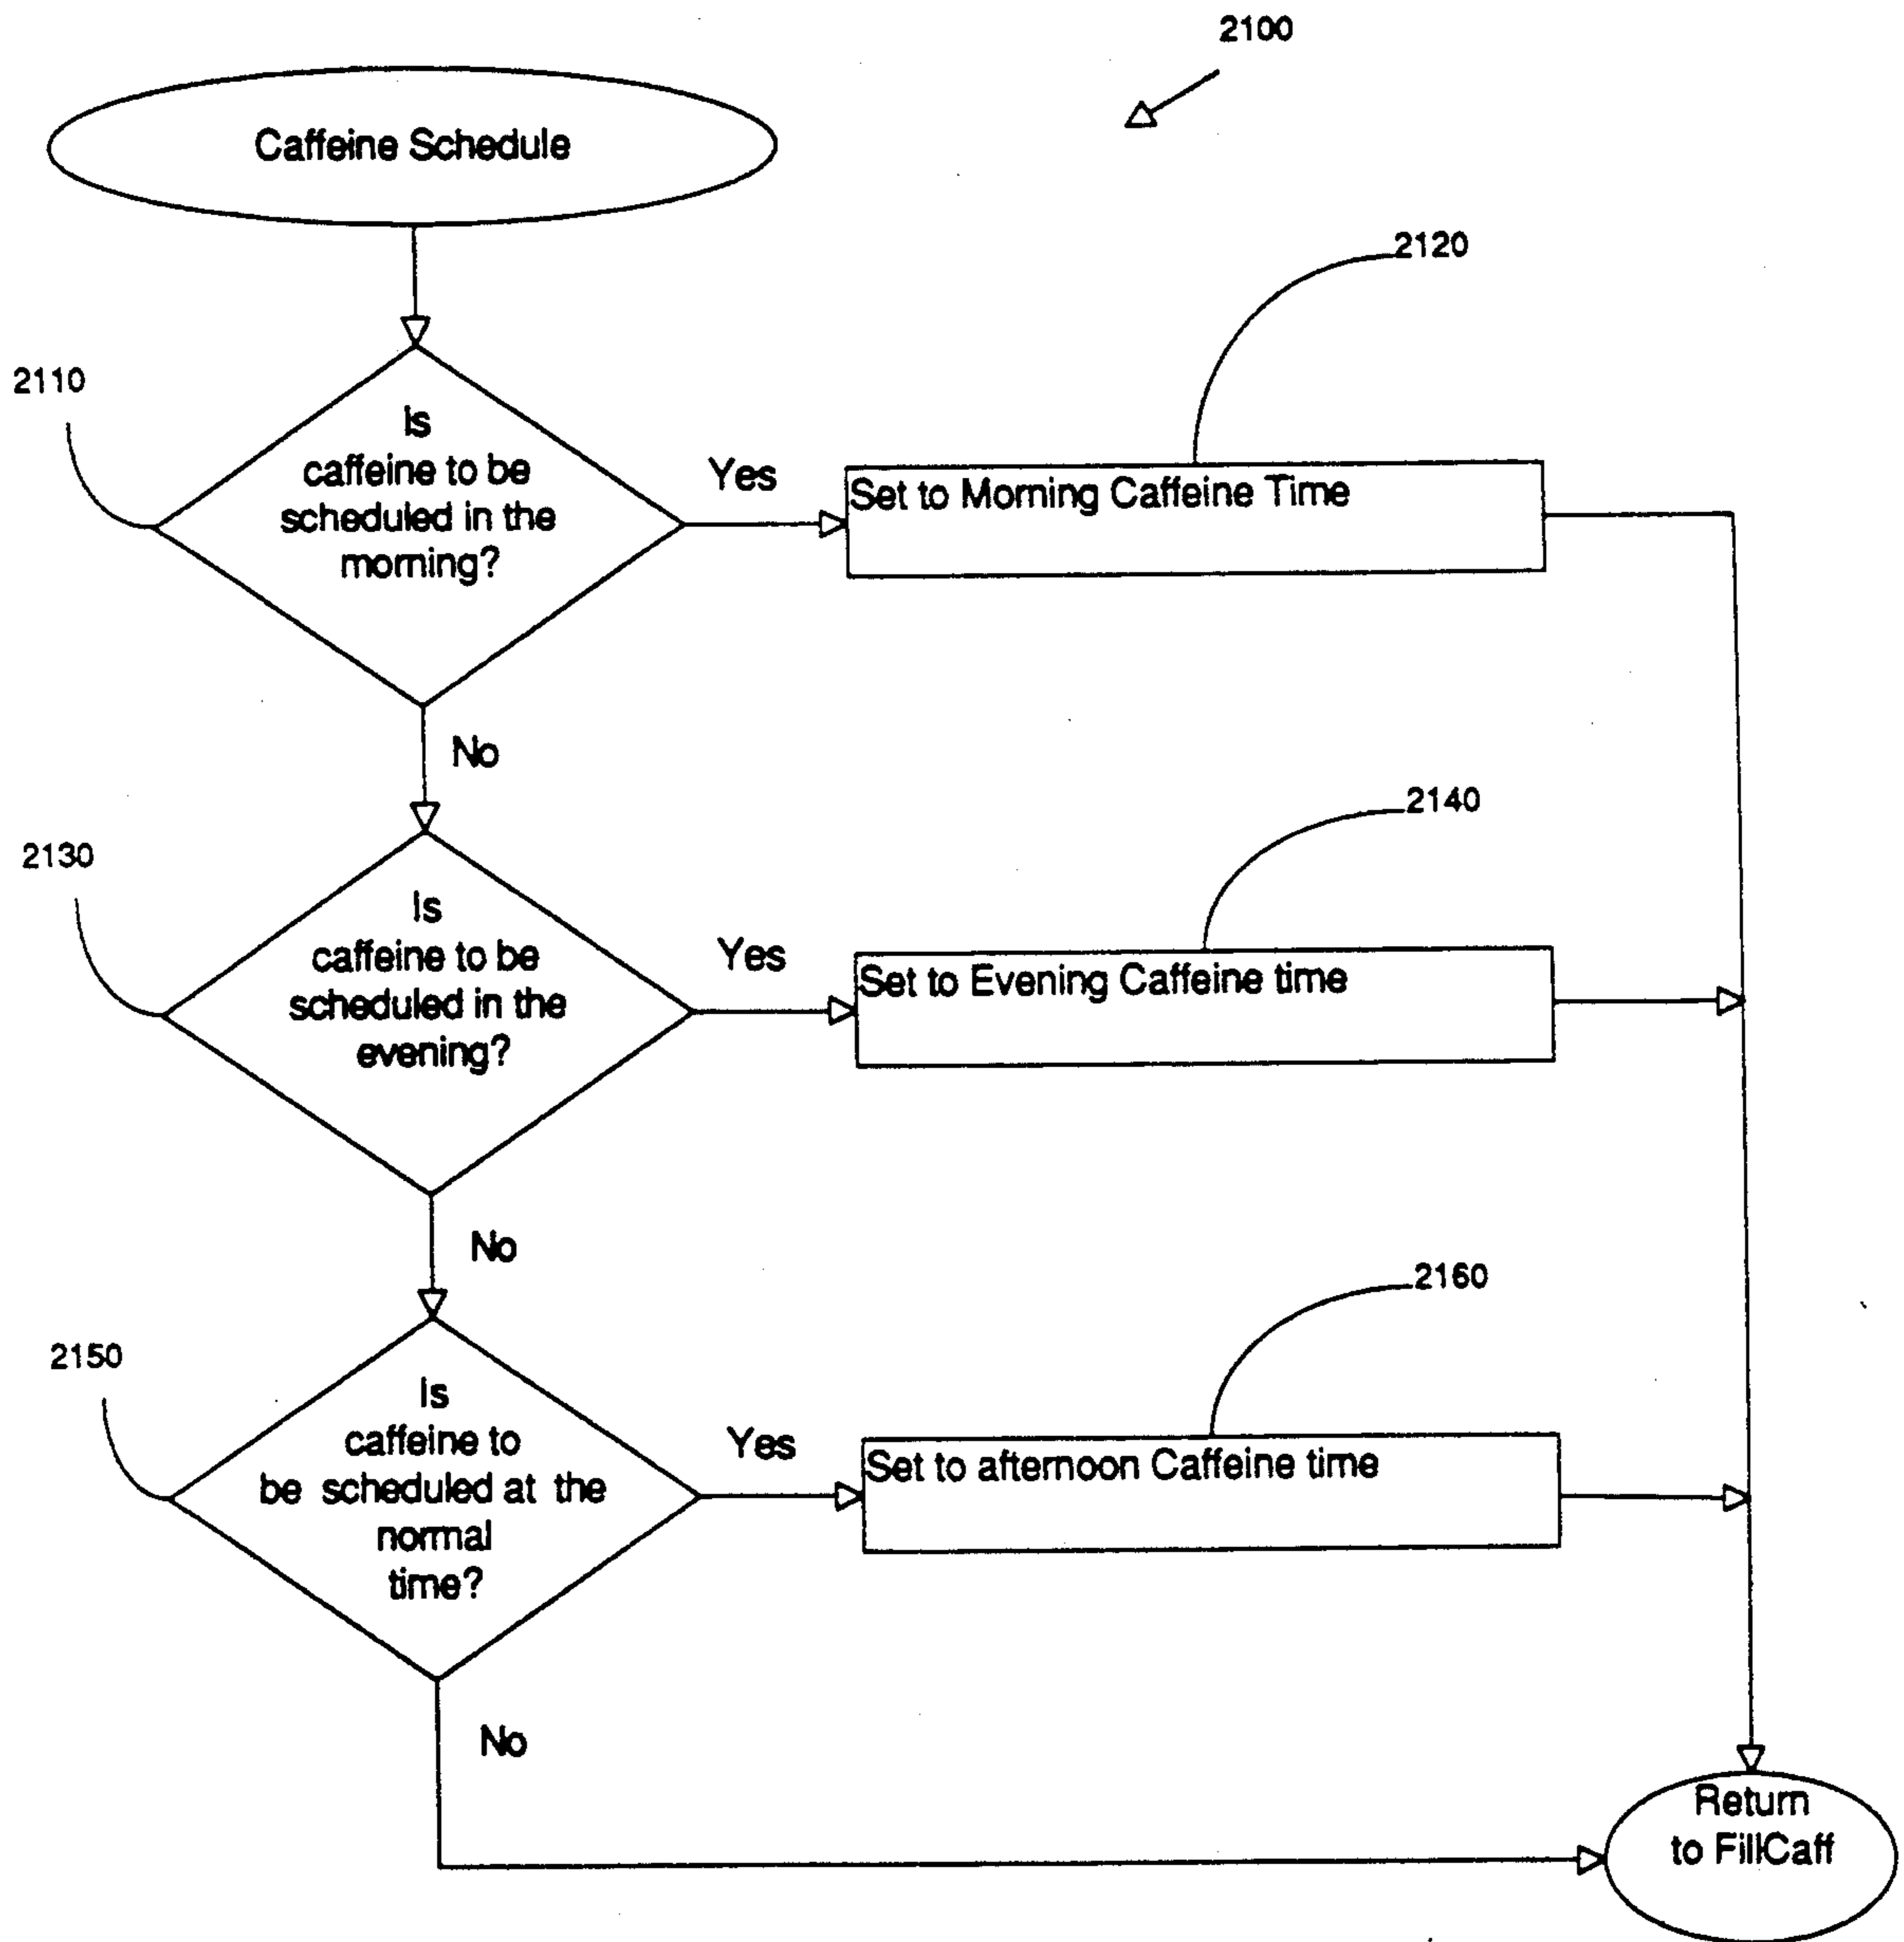 2100
Caffeine Schedule
2120
2110
Is
caffeine to be
scheduled in the
morning?
Yes
Set to Morning Caffeine Time
No
2140
2130
Is
caffeine to be
scheduled in the
evening?
Yes
Set to Evening Caffeine time
No
2160
2150
Is
caffeine to
be scheduled at the
normal
time?
Yes
Set to afternoon Caffeine time
No
Return
to FillCaff